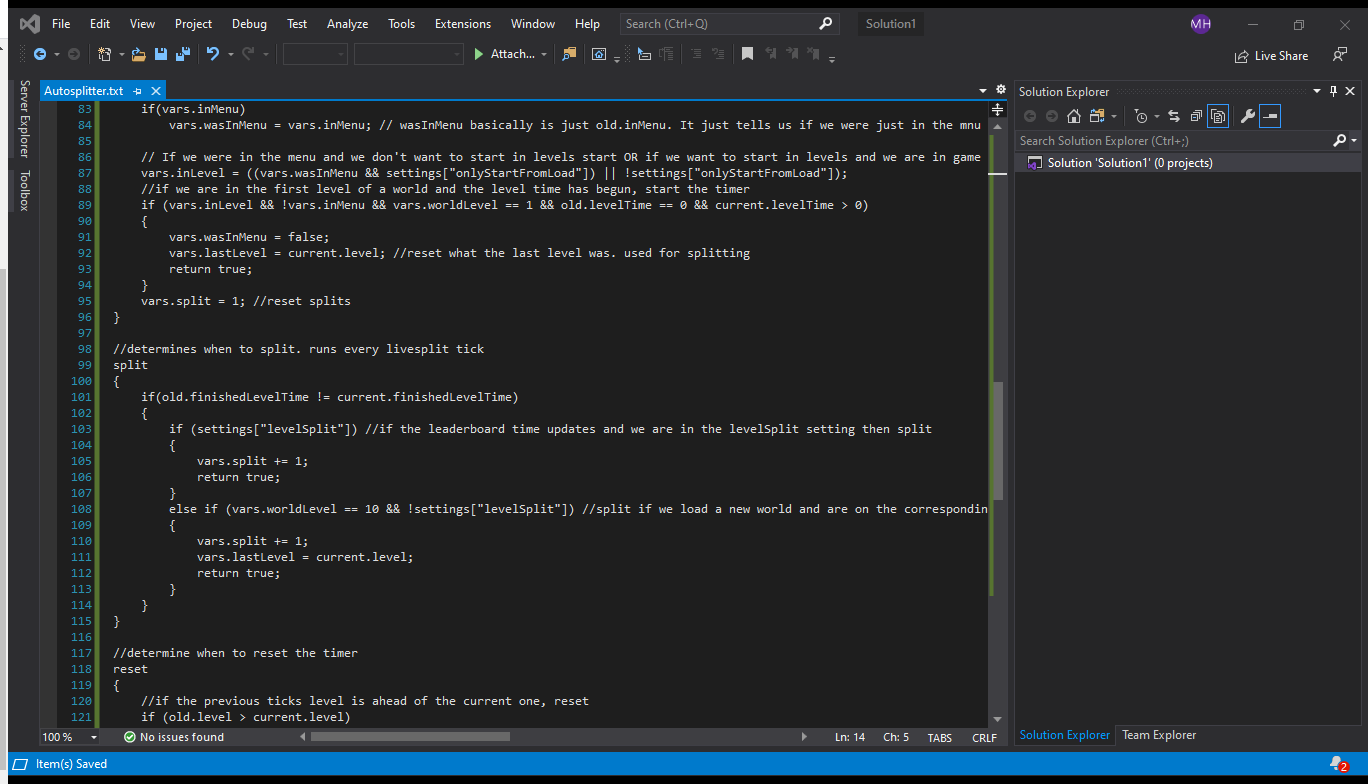 File Edit View Project Debug Test Analyze Tools Extensions Window Help Search (Ctrl+Q) Solution1 MH
Attach... Live Share
Server Explorer
Toolbox
Autosplitter.txt
83 if(vars.inMenu)
84 vars.wasInMenu = vars.inMenu; // wasInMenu basically is just old.inMenu. It just tells us if we were just in the mnu
85
86 // If we were in the menu and we don't want to start in levels start OR if we want to start in levels and we are in game
87 vars.inLevel = ((vars.wasInMenu && settings["onlyStartFromLoad"]) || !settings["onlyStartFromLoad"]);
88 //if we are in the first level of a world and the level time has begun, start the timer
89 if (vars.inLevel && !vars.inMenu && vars.worldLevel == 1 && old.levelTime == 0 && current.levelTime > 0)
90 {
91 vars.wasInMenu = false;
92 vars.lastLevel = current.level; //reset what the last level was. used for splitting
93 return true;
94 }
95 vars.split = 1; //reset splits
96 }
97
98 //determines when to split. runs every livesplit tick
99 split
100 {
101 if(old.finishedLevelTime != current.finishedLevelTime)
102 {
103 if (settings["levelSplit"]) //if the leaderboard time updates and we are in the levelSplit setting then split
104 {
105 vars.split += 1;
106 return true;
107 }
108 else if (vars.worldLevel == 10 && !settings["levelSplit"]) //split if we load a new world and are on the correspondin
109 {
110 vars.split += 1;
111 vars.lastLevel = current.level;
112 return true;
113 }
114 }
115 }
116
117 //determine when to reset the timer
118 reset
119 {
120 //if the previous ticks level is ahead of the current one, reset
121 if (old.level > current.level)
100 % No issues found Ln: 14 Ch: 5 TABS CRLF
Solution Explorer
Search Solution Explorer (Ctrl+;)
Solution 'Solution1' (0 projects)
Solution Explorer Team Explorer
Item(s) Saved 2